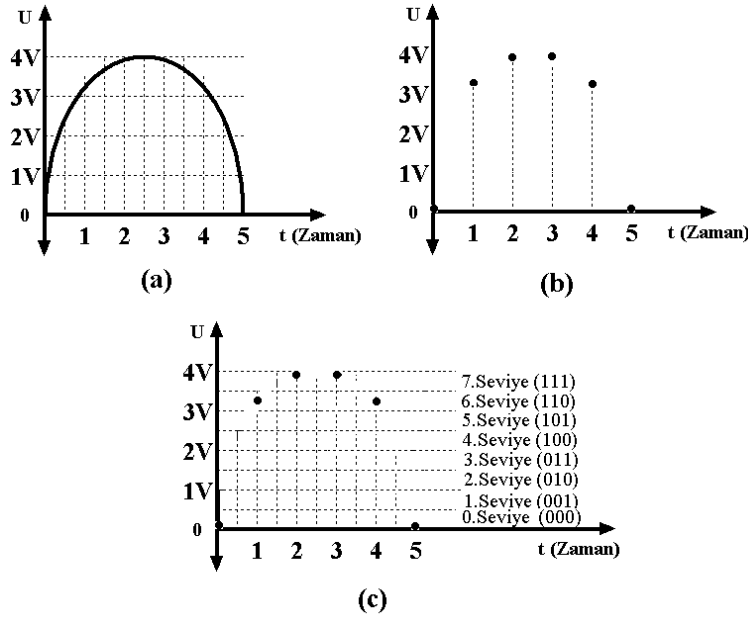 U
4V
3V
2V
1V
0
1 2 3 4 5 t (Zaman)
(a)
U
4V
3V
2V
1V
0
1 2 3 4 5 t (Zaman)
(b)
U
4V
3V
2V
1V
0
7.Seviye (111)
6.Seviye (110)
5.Seviye (101)
4.Seviye (100)
3.Seviye (011)
2.Seviye (010)
1.Seviye (001)
0.Seviye (000)
1 2 3 4 5 t (Zaman)
(c)